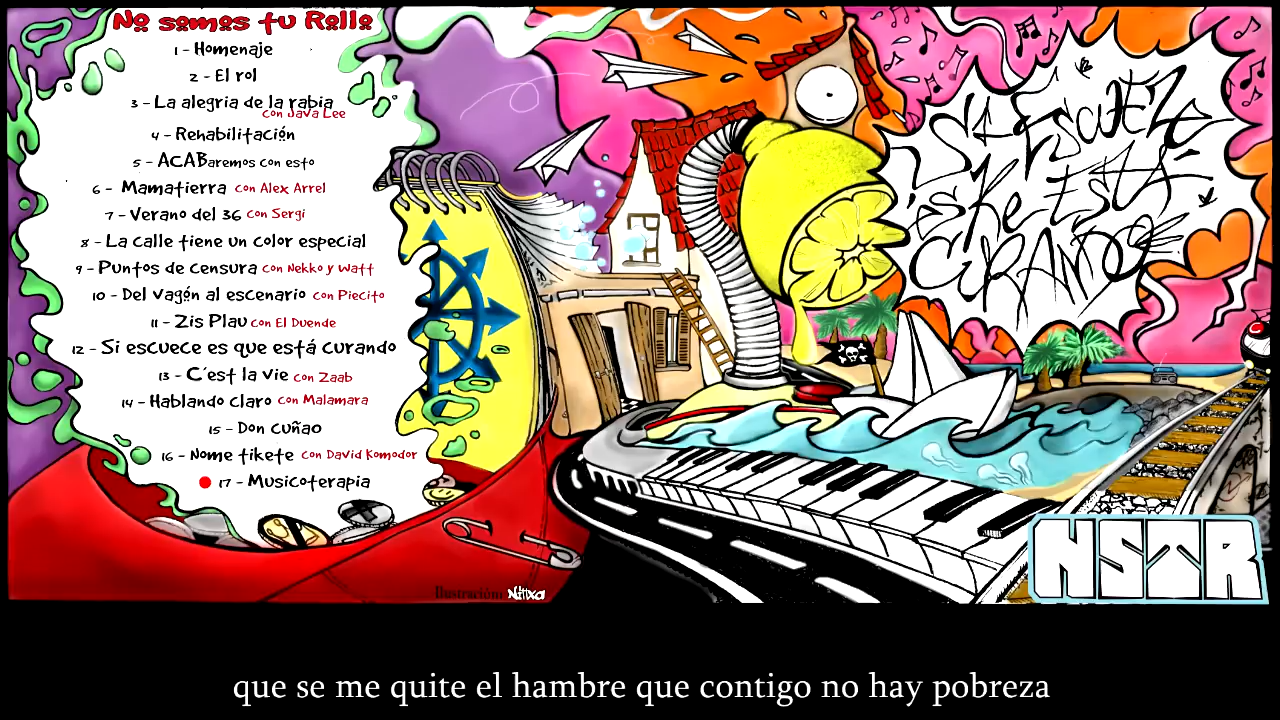 No somos tu Rollo
1 - Homenaje
2 - El rol
3 - La alegria de la rabia
con Java Lee
4 - Rehabilitación
5 - ACABaremos con esto
6 - Mamatierra con Alex Arrel
7 - Verano del 36 con Sergi
8 - La calle tiene un color especial
9 - Puntos de censura con Nekko y Watt
10 - Del vagón al escenario con Piecito
11 - Zis Plau con El Duende
12 - Si escuece es que está curando
13 - C'est la vie con Zaab
14 - Hablando claro con Malamara
15 - Don cuñao
16 - Nome tikete con David Komodor
17 - Musicoterapia
SI ESCUEZE
eske ESTÁ
CURANDO
NSTR
Ilustración: Nitixa
que se me quite el hambre que contigo no hay pobreza